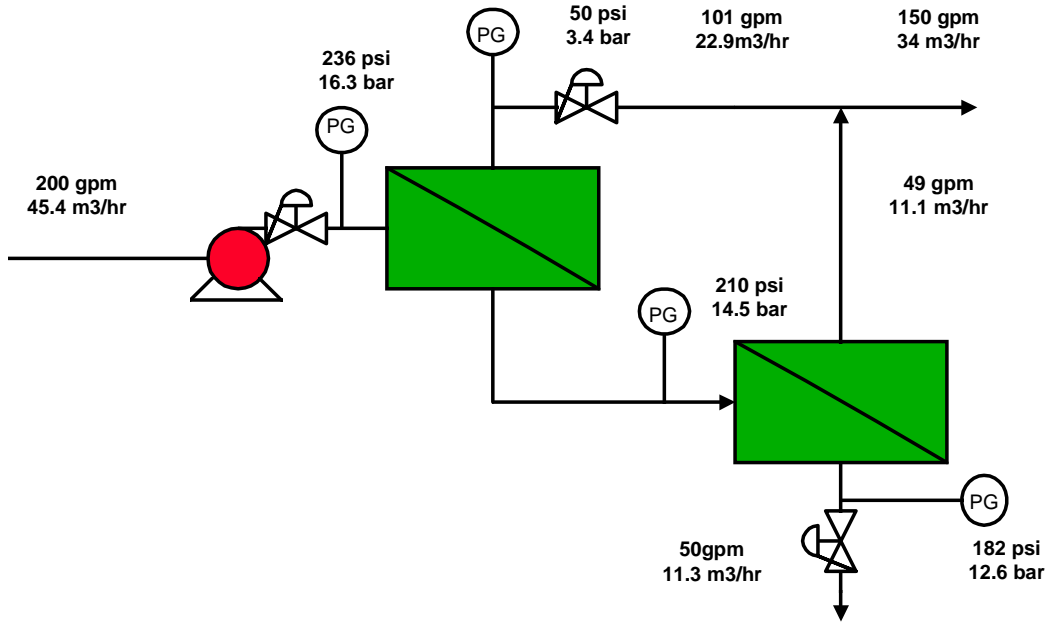 50 psi
3.4 bar
101 gpm
22.9m3/hr
150 gpm
34 m3/hr
PG
236 psi
16.3 bar
PG
200 gpm
45.4 m3/hr
49 gpm
11.1 m3/hr
210 psi
14.5 bar
PG
PG
50gpm
11.3 m3/hr
182 psi
12.6 bar